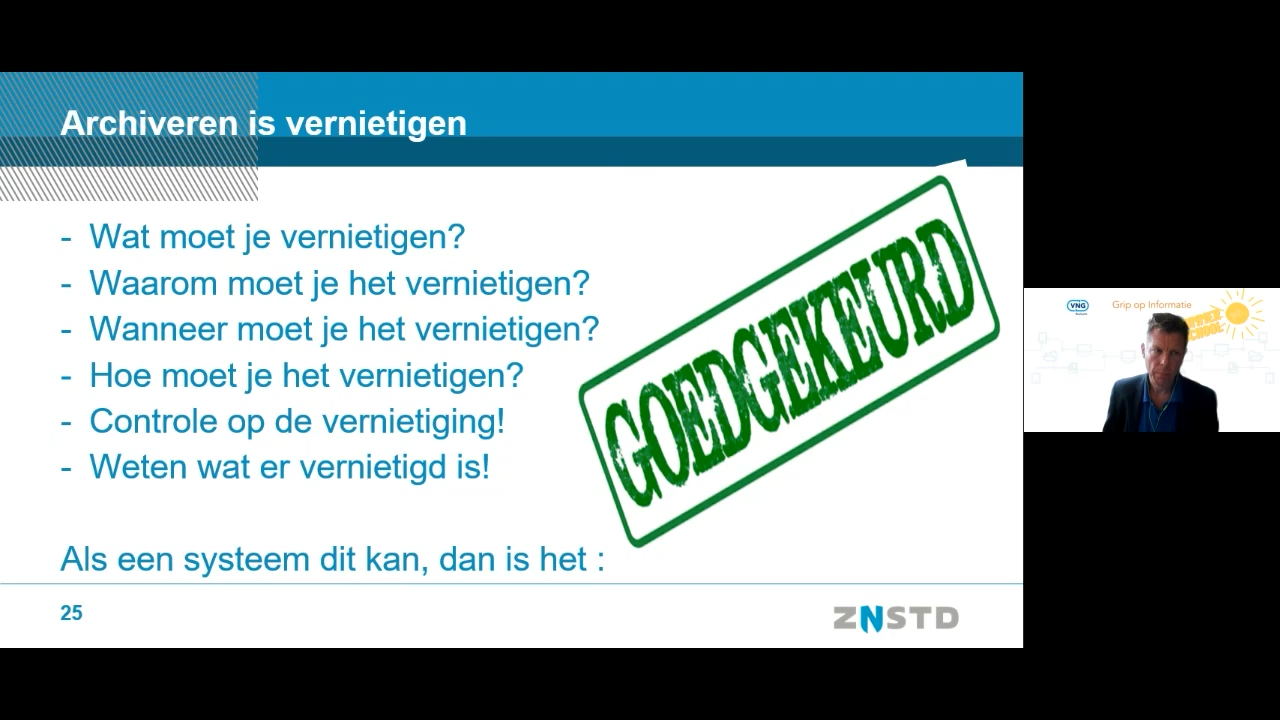 Archiveren is vernietigen
- Wat moet je vernietigen?
- Waarom moet je het vernietigen?
- Wanneer moet je het vernietigen?
- Hoe moet je het vernietigen?
- Controle op de vernietiging!
- Weten wat er vernietigd is!
GOEDGEKEURD
Als een systeem dit kan, dan is het :
25
ZNSTD
VNG
Grip op Informatie